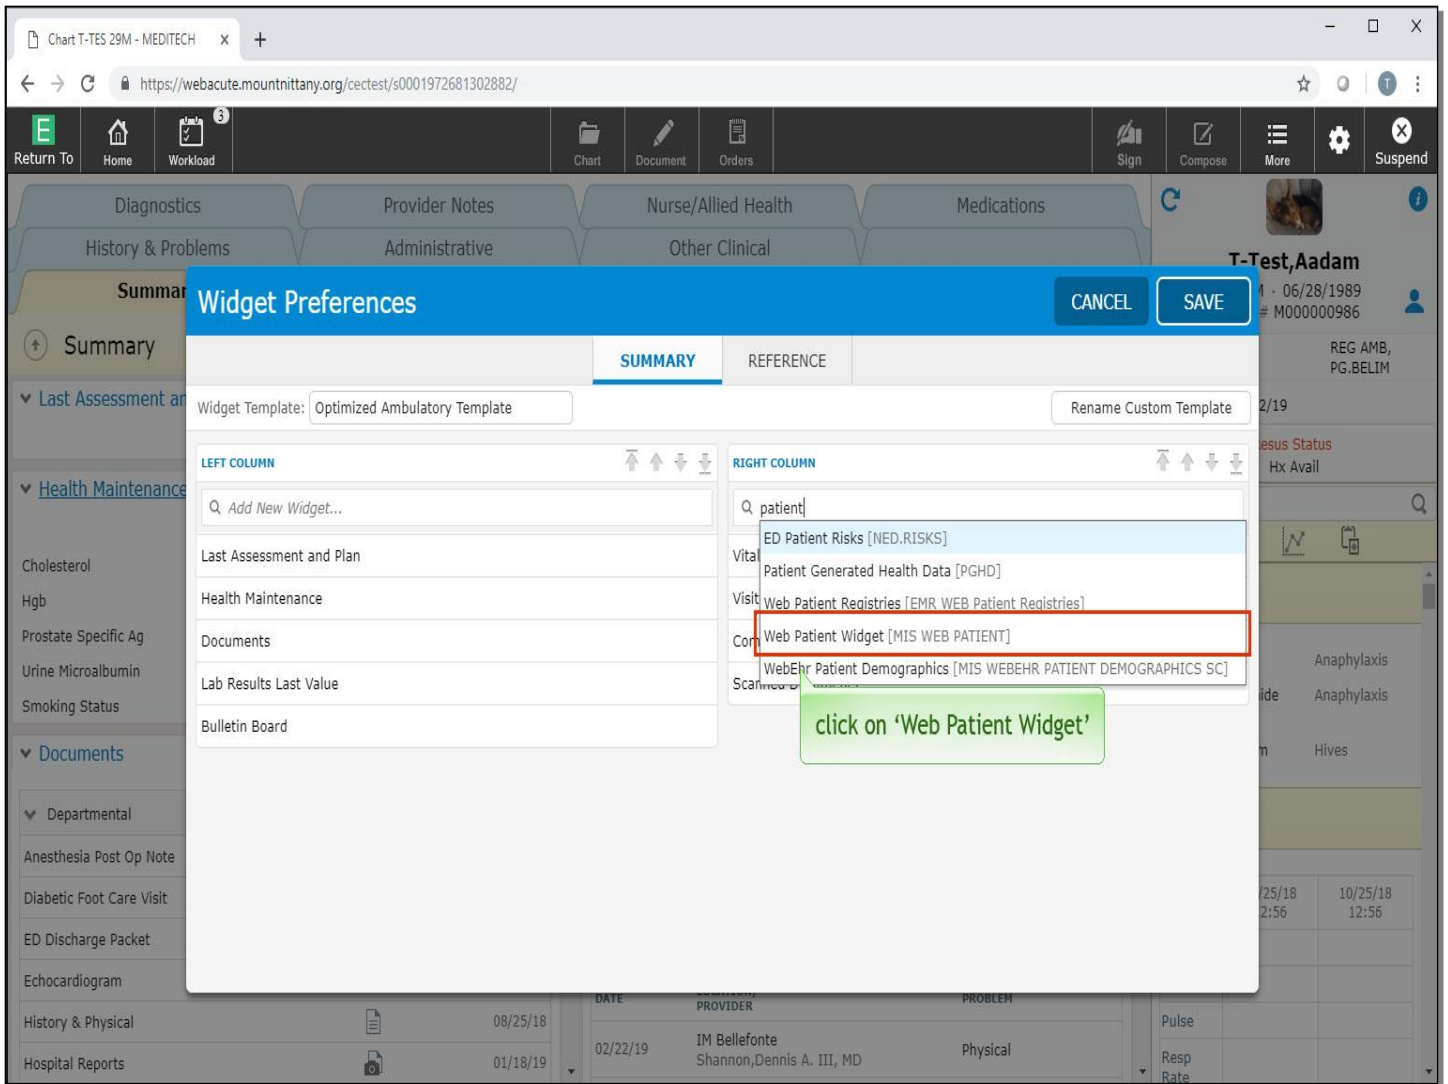 Chart T-TES 29M - MEDITECH
https://webacute.mountnittany.org/cectest/s0001972681302882/
T
E
3
Return To
Home
Workload
Chart
Document
Orders
Sign
Compose
More
Suspend
Diagnostics
Provider Notes
Nurse/Allied Health
Medications
History & Problems
Administrative
Other Clinical
T-Test,Aadam
· 06/28/1989
# M000000986
REG AMB,
PG.BELIM
2/19
Resus Status
Hx Avail
Summary
Last Assessment an
Health Maintenance
Cholesterol
Hgb
Prostate Specific Ag
Urine Microalbumin
Smoking Status
Documents
Departmental
Anesthesia Post Op Note
Diabetic Foot Care Visit
ED Discharge Packet
Echocardiogram
History & Physical
08/25/18
Hospital Reports
01/18/19
Widget Preferences
CANCEL
SAVE
SUMMARY
REFERENCE
Widget Template: Optimized Ambulatory Template
Rename Custom Template
LEFT COLUMN
Add New Widget...
Last Assessment and Plan
Health Maintenance
Documents
Lab Results Last Value
Bulletin Board
RIGHT COLUMN
patient
ED Patient Risks [NED.RISKS]
Vital
Patient Generated Health Data [PGHD]
Visit
Web Patient Registries [EMR WEB Patient Registries]
Com
Web Patient Widget [MIS WEB PATIENT]
WebEhr Patient Demographics [MIS WEBEHR PATIENT DEMOGRAPHICS SC]
click on ‘Web Patient Widget’
Anaphylaxis
ide
Anaphylaxis
m
Hives
/25/18
2:56
10/25/18
12:56
DATE
PROVIDER
PROBLEM
02/22/19
IM Bellefonte
Shannon,Dennis A. III, MD
Physical
Pulse
Resp
Rate